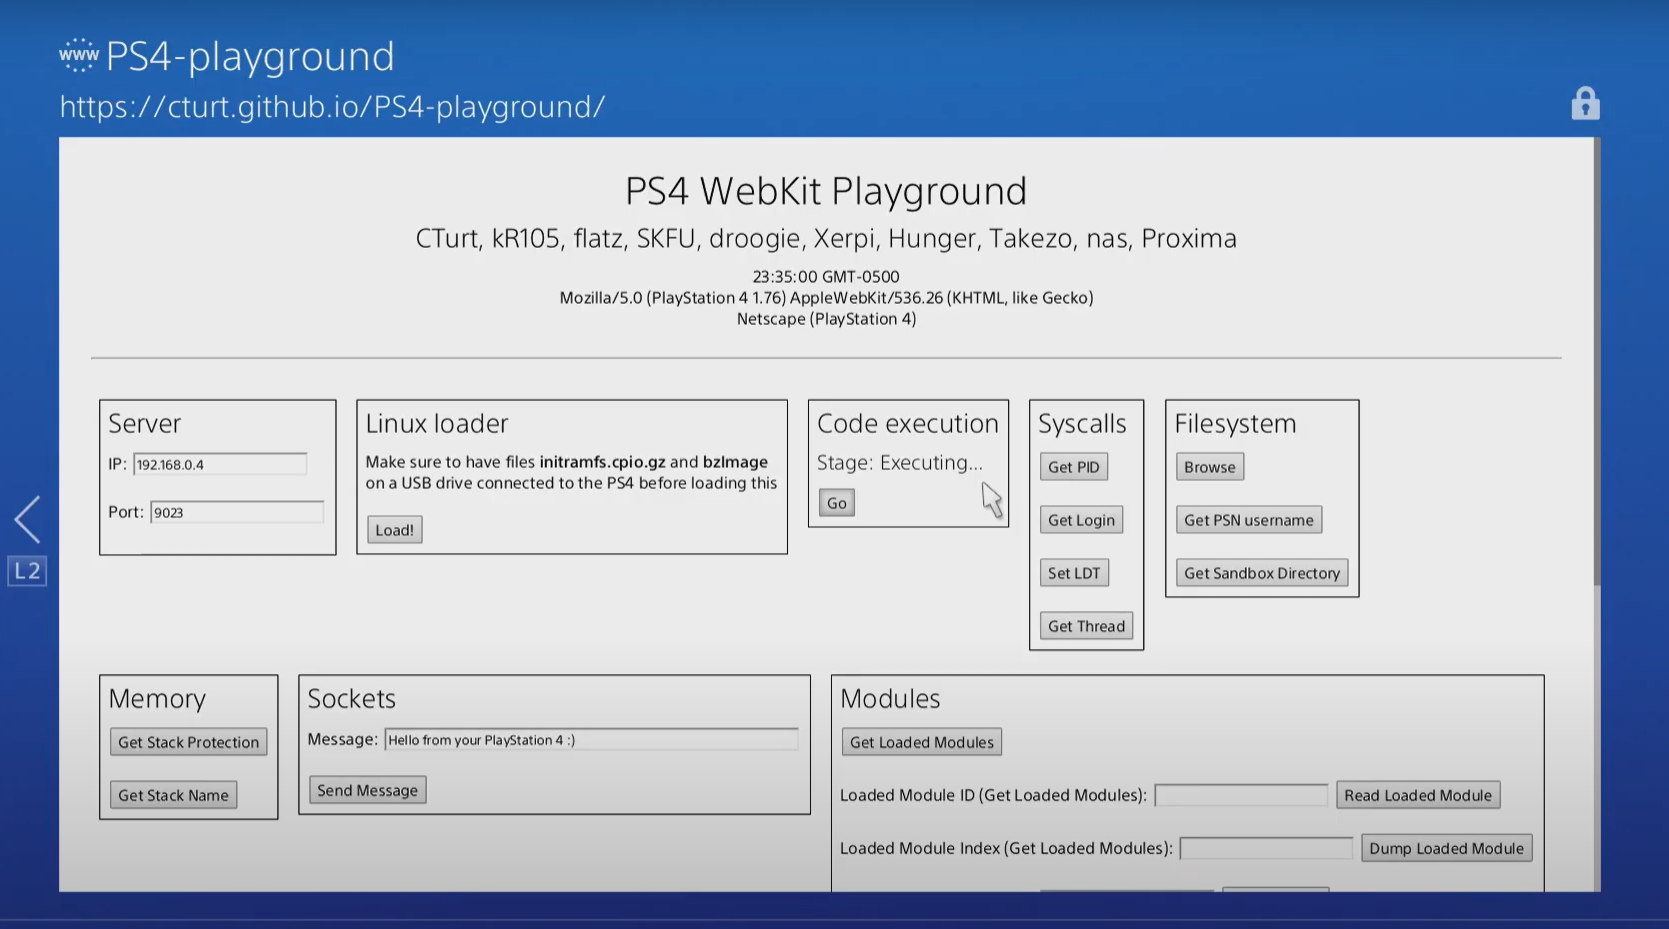 www PS4-playground
https://cturt.github.io/PS4-playground/
PS4 WebKit Playground
CTurt, kR105, flatz, SKFU, droogie, Xerpi, Hunger, Takezo, nas, Proxima
23:35:00 GMT-0500
Mozilla/5.0 (PlayStation 4 1.76) AppleWebKit/536.26 (KHTML, like Gecko)
Netscape (PlayStation 4)
Server
IP: 192.168.0.4
Port: 9023
Linux loader
Make sure to have files initramfs.cpio.gz and bzImage
on a USB drive connected to the PS4 before loading this
Load!
Code execution
Stage: Executing...
Go
Syscalls
Get PID
Get Login
Set LDT
Get Thread
Filesystem
Browse
Get PSN username
Get Sandbox Directory
L2
Memory
Get Stack Protection
Get Stack Name
Sockets
Message: Hello from your PlayStation 4 :)
Send Message
Modules
Get Loaded Modules
Loaded Module ID (Get Loaded Modules): Read Loaded Module
Loaded Module Index (Get Loaded Modules): Dump Loaded Module